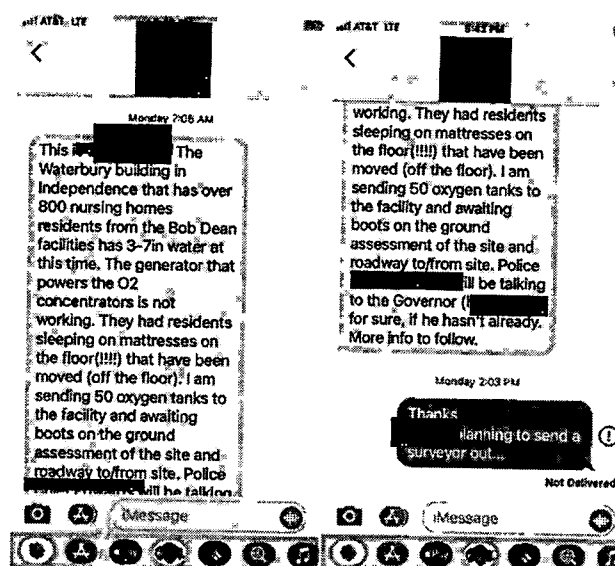 AT&T LTE
Monday 2:05 AM
This i
The
Waterbury building in
Independence that has over
800 nursing homes
residents from the Bob Dean
facilities has 3-7in water at
this time. The generator that
powers the O2
concentrators is not
working. They had residents
sleeping on mattresses on
the floor(!!!!) that have been
moved (off the floor). I am
sending 50 oxygen tanks to
the facility and awaiting
boots on the ground
assessment of the site and
roadway to/from site. Police
will be talking
iMessage
AT&T LTE
working. They had residents
sleeping on mattresses on
the floor(!!!!) that have been
moved (off the floor). I am
sending 50 oxygen tanks to
the facility and awaiting
boots on the ground
assessment of the site and
roadway to/from site. Police
ill be talking
to the Governor (
for sure, if he hasn't already.
More info to follow.
Monday 2:03 PM
Thanks
lanning to send a
surveyor out...
Not Delivered
iMessage